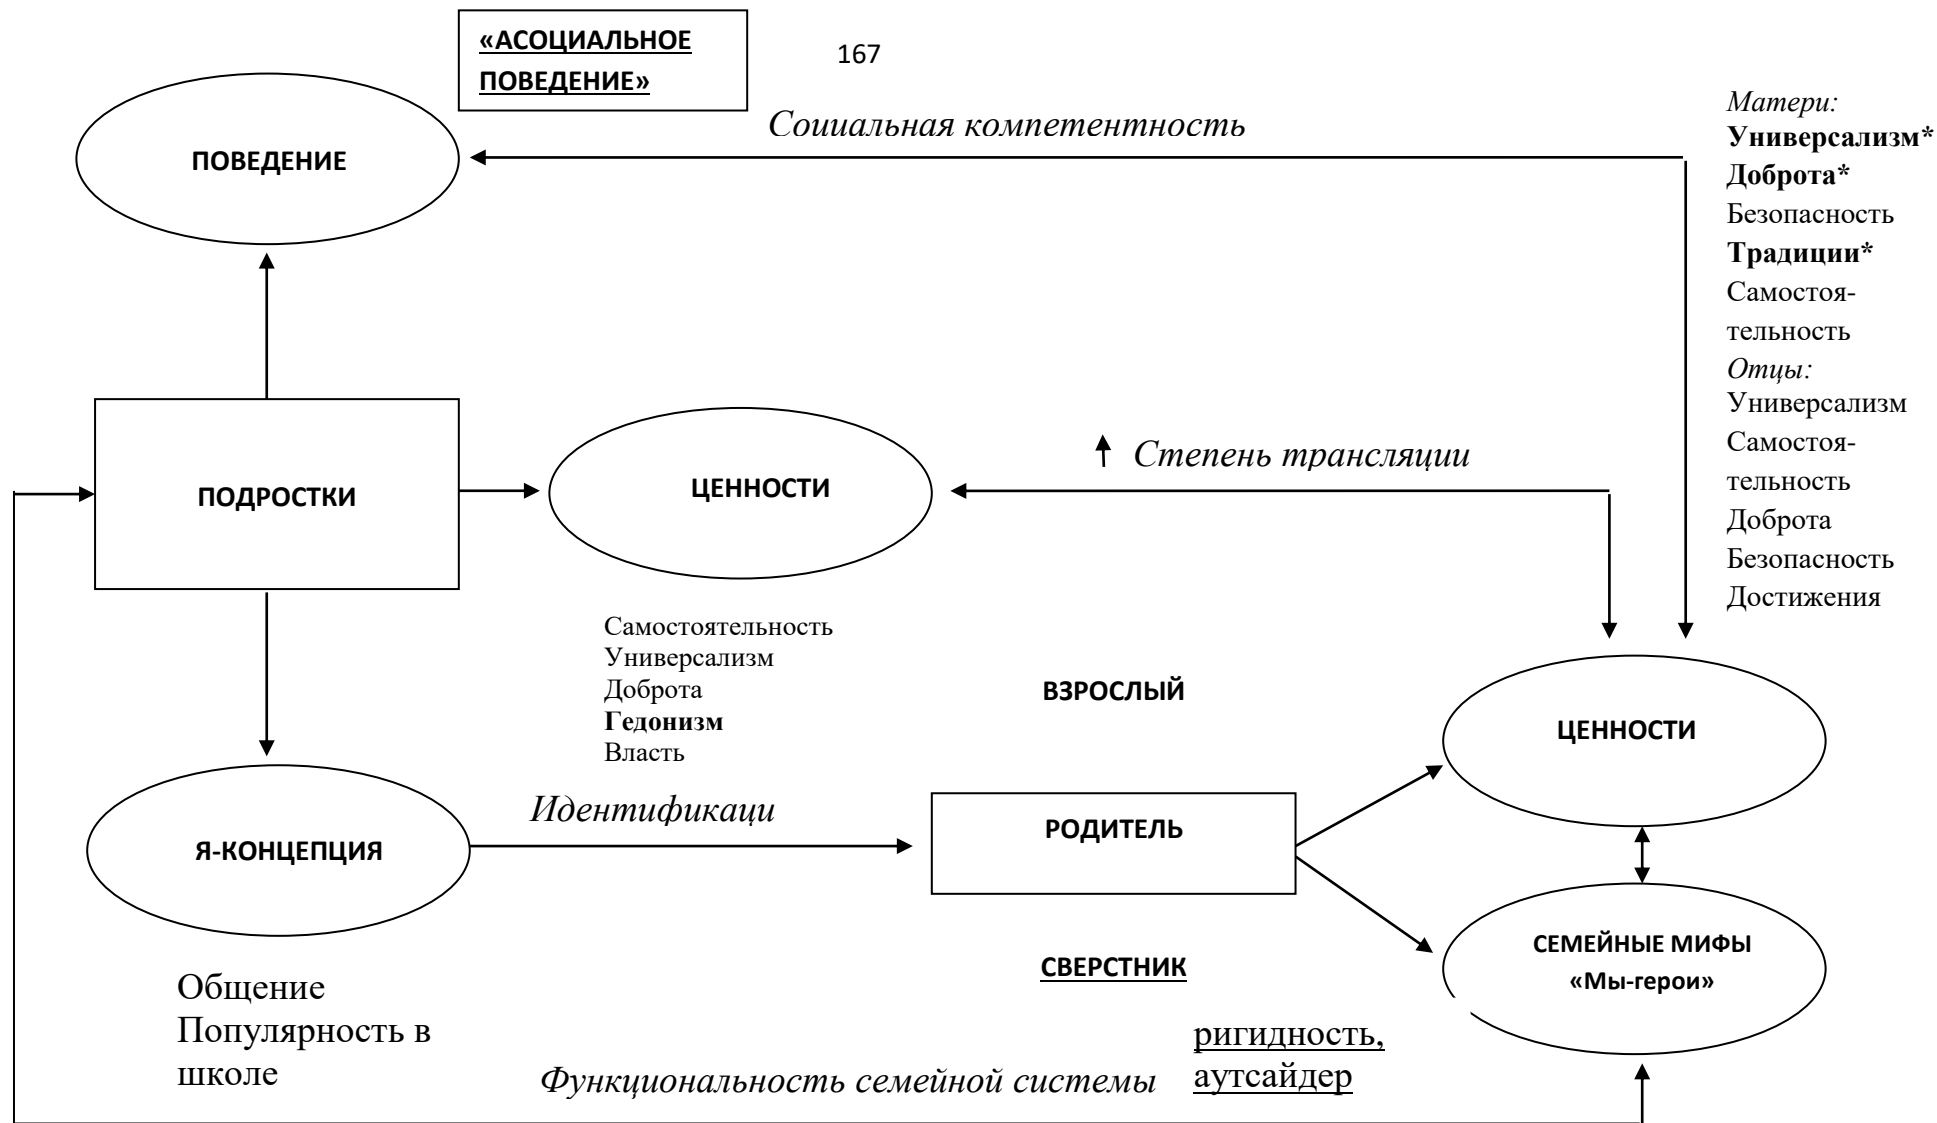 «АСОЦИАЛЬНОЕ
ПОВЕДЕНИЕ»
167
Социальная компетентность
ПОВЕДЕНИЕ
Матери:
Универсализм*
Доброта*
Безопасность
Традиции*
Самостоя-
тельность
Отцы:
Универсализм
Самостоя-
тельность
Доброта
Безопасность
Достижения
Степень трансляции
ПОДРОСТКИ
ЦЕННОСТИ
Самостоятельность
Универсализм
Доброта
Гедонизм
Власть
ВЗРОСЛЫЙ
ЦЕННОСТИ
Идентификаци
РОДИТЕЛЬ
Я-КОНЦЕПЦИЯ
СЕМЕЙНЫЕ МИФЫ
«Мы-герои»
СВЕРСТНИК
Общение
Популярность в
школе
ригидность,
аутсайдер
Функциональность семейной системы